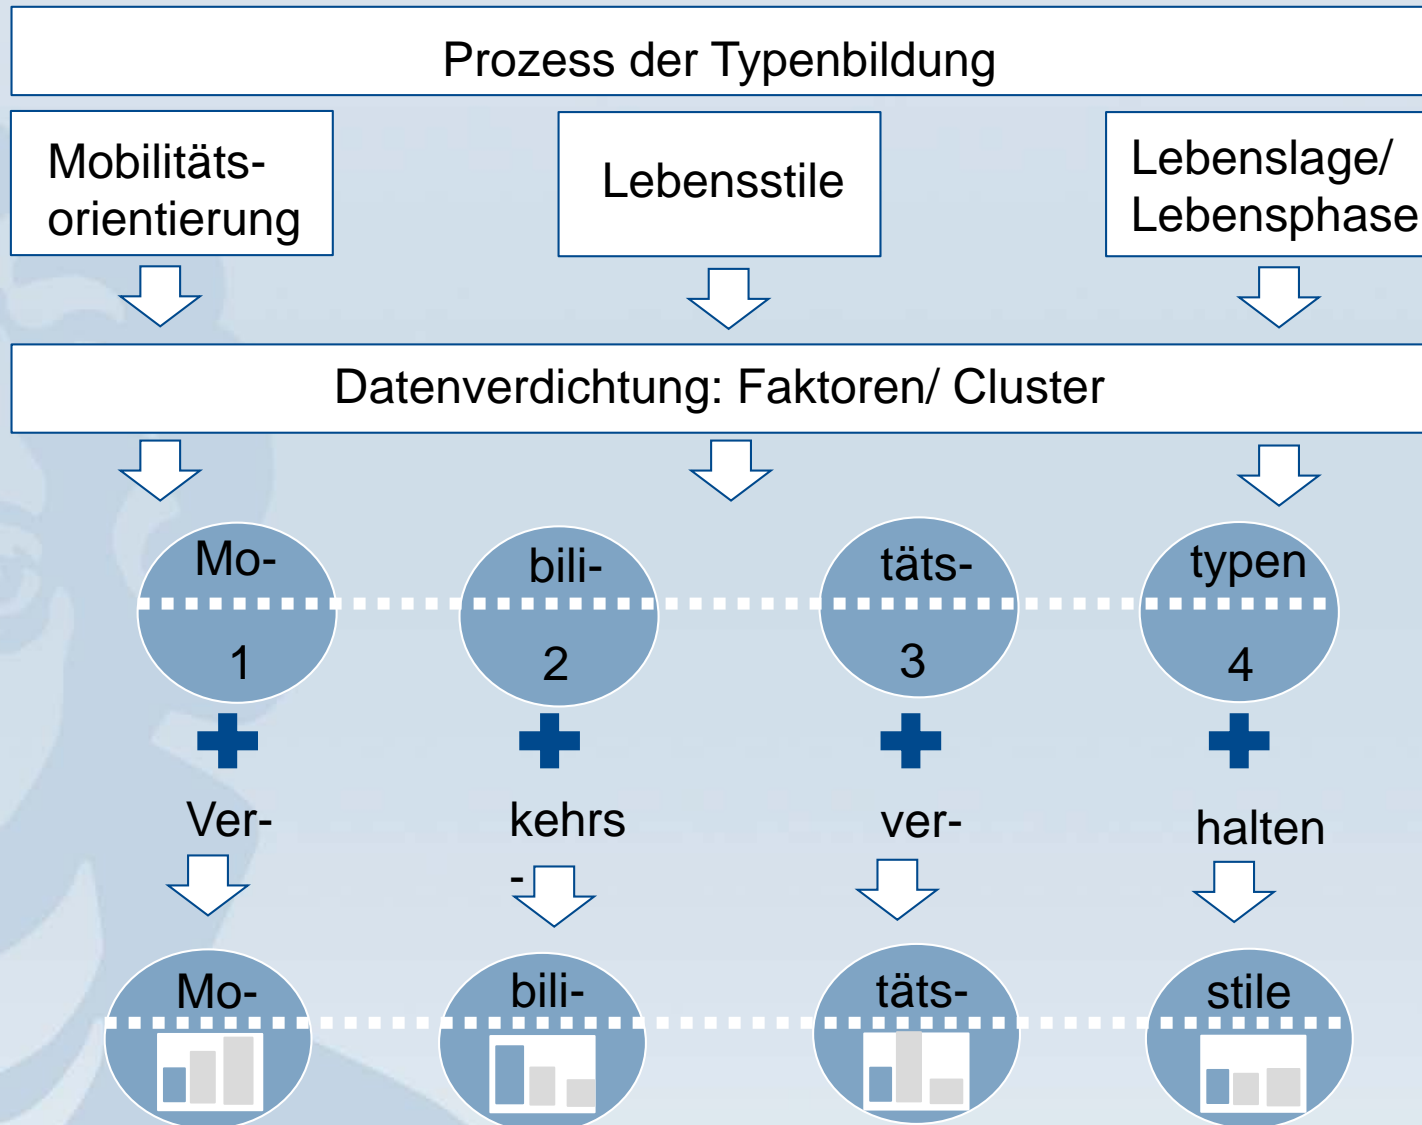 Prozess der Typenbildung
Mobilitäts-
orientierung
Lebensstile
Lebenslage/
Lebensphase
Datenverdichtung: Faktoren/ Cluster
Mo- bili- täts- typen
1 2 3 4
Ver- kehrs ver- halten
-
Mo- bili- täts- stile